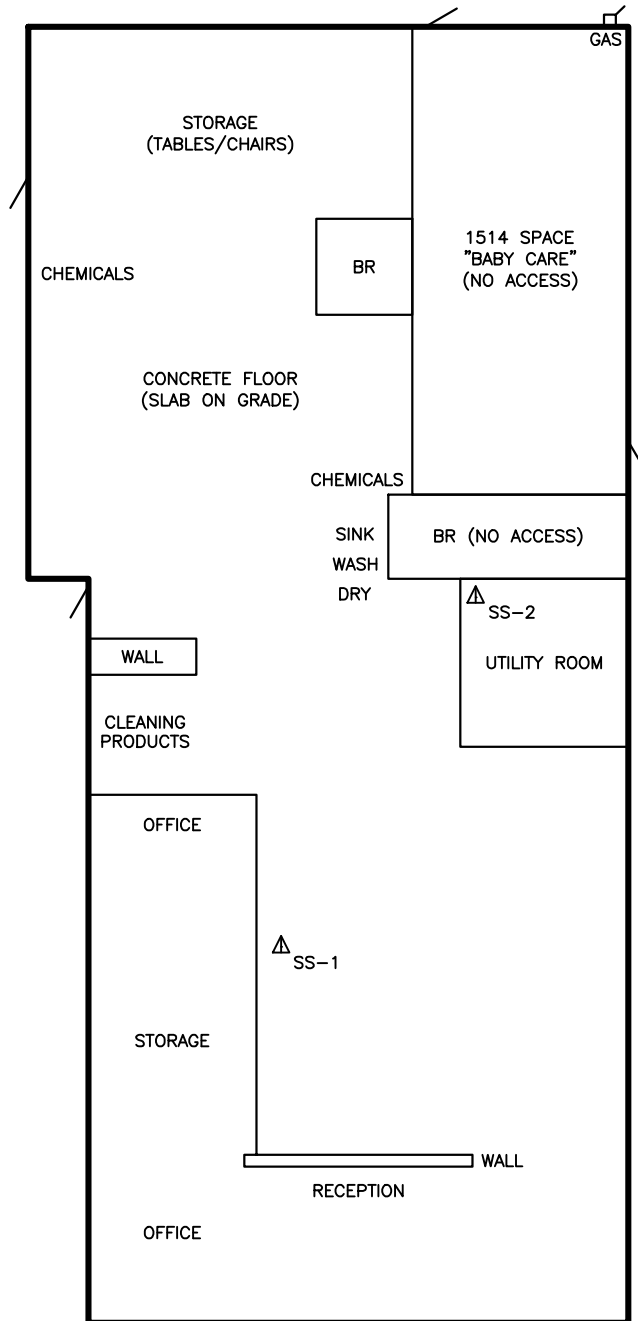 GAS
STORAGE
(TABLES/CHAIRS)
1514 SPACE
"BABY CARE"
(NO ACCESS)
BR
CHEMICALS
CONCRETE FLOOR
(SLAB ON GRADE)
CHEMICALS
SINK
WASH
DRY
BR (NO ACCESS)
SS-2
UTILITY ROOM
WALL
CLEANING
PRODUCTS
OFFICE
SS-1
STORAGE
WALL
RECEPTION
OFFICE